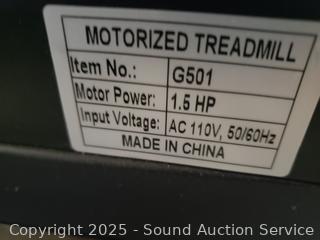 MOTORIZED TREADMILL
Item No.: G501
Motor Power: 1.5 HP
Input Voltage: AC 110V, 50/60Hz
MADE IN CHINA
Copyright © 2025 - Sound Auction Service